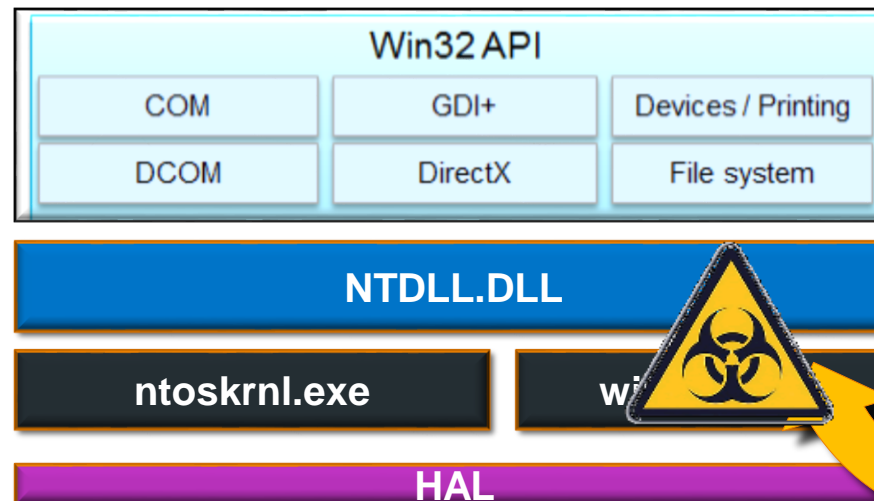 Win32 API
COM GDI+ Devices / Printing
DCOM DirectX File system
NTDLL.DLL
ntoskrnl.exe
HAL